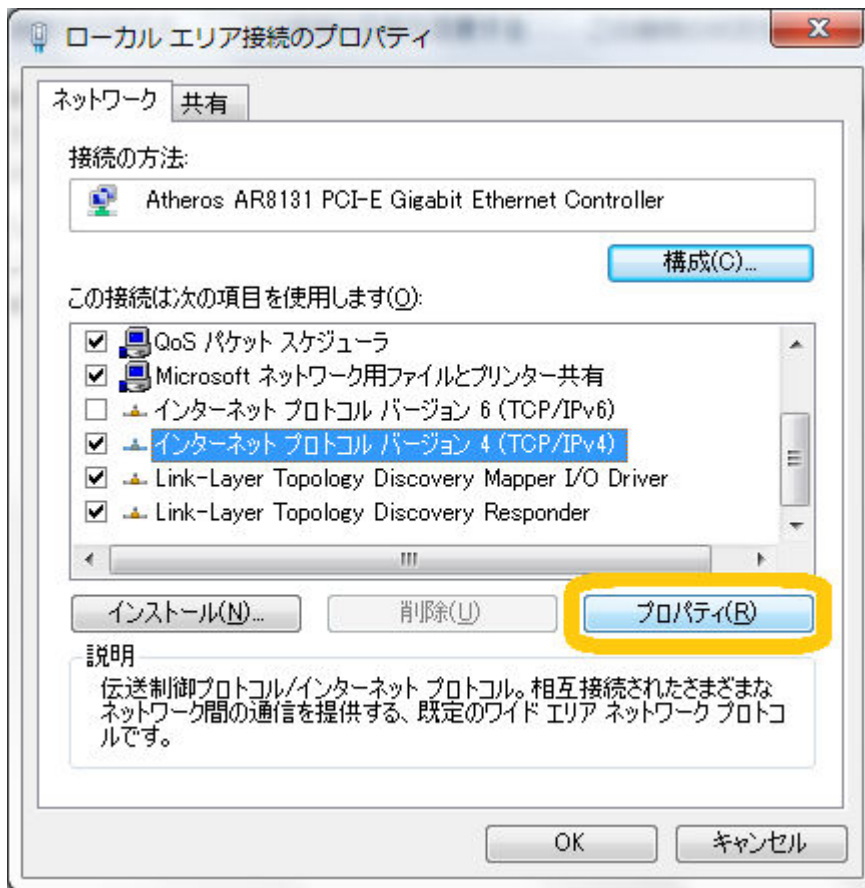 ローカル エリア接続のプロパティ
ネットワーク 共有
接続の方法:
Atheros AR8131 PCI-E Gigabit Ethernet Controller
構成(C)...
この接続は次の項目を使用します(O):
QoS パケット スケジューラ
Microsoft ネットワーク用ファイルとプリンター共有
インターネット プロトコル バージョン 6 (TCP/IPv6)
インターネット プロトコル バージョン 4 (TCP/IPv4)
Link-Layer Topology Discovery Mapper I/O Driver
Link-Layer Topology Discovery Responder
インストール(N)... 削除(U) プロパティ(R)
説明
伝送制御プロトコル/インターネット プロトコル。相互接続されたさまざまな
ネットワーク間の通信を提供する、既定のワイド エリア ネットワーク プロトコ
ルです。
OK キャンセル